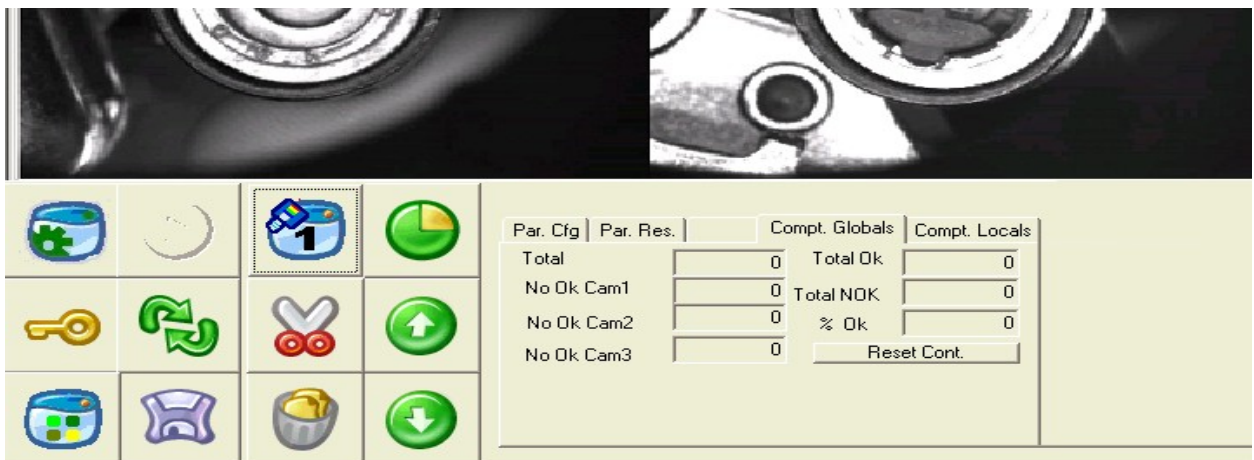 1
Par. Cfg Par. Res. Compt. Globals Compt. Locals
Total 0 Total Ok 0
No Ok Cam1 0 Total NOK 0
No Ok Cam2 0 % Ok 0
No Ok Cam3 0 Reset Cont.